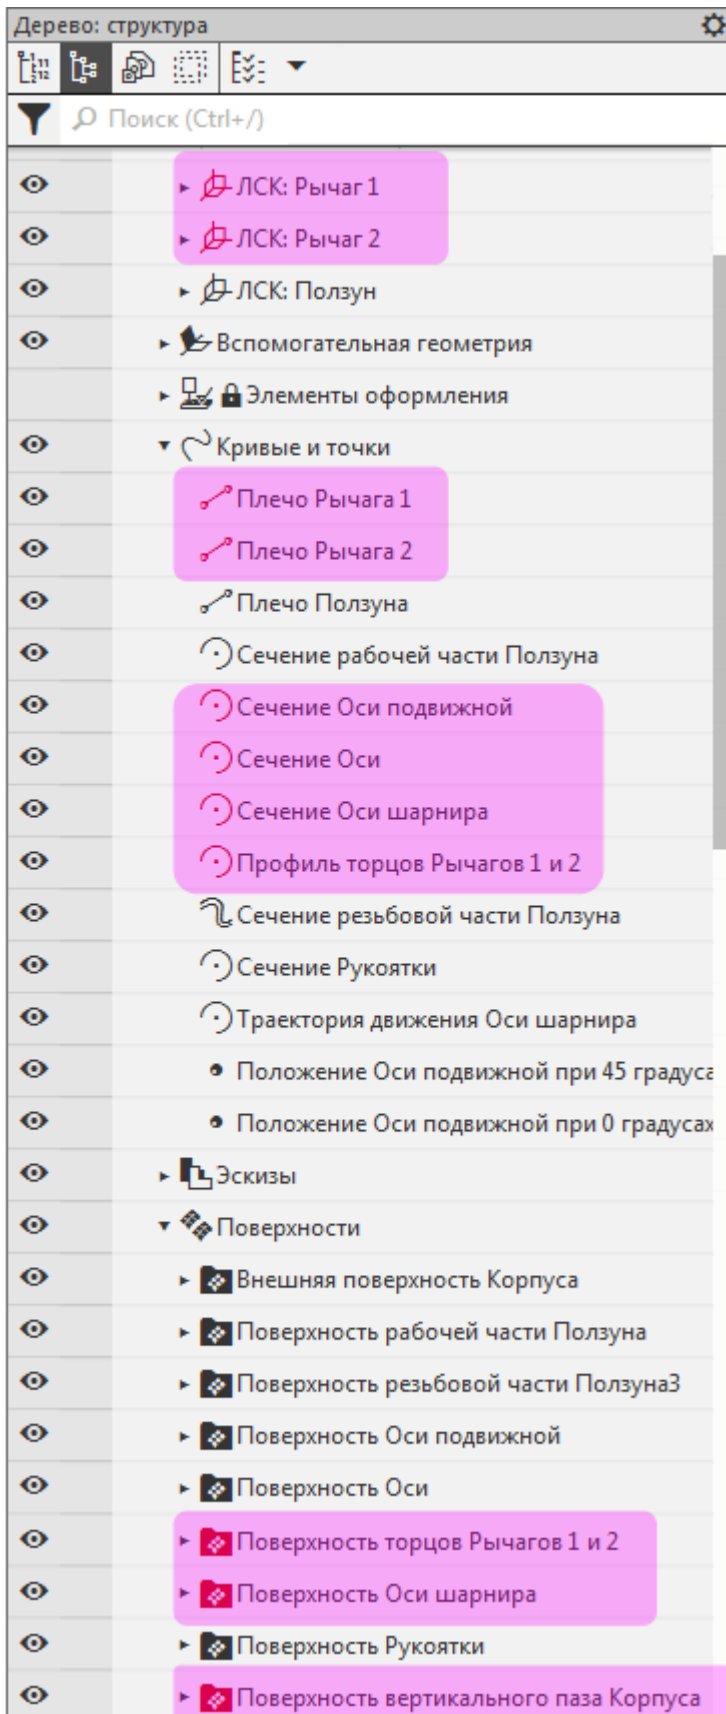 Дерево: структура
Поиск (Ctrl+/)
ЛСК: Рычаг 1
ЛСК: Рычаг 2
ЛСК: Ползун
Вспомогательная геометрия
Элементы оформления
Кривые и точки
Плечо Рычага 1
Плечо Рычага 2
Плечо Ползуна
Сечение рабочей части Ползуна
Сечение Оси подвижной
Сечение Оси
Сечение Оси шарнира
Профиль торцов Рычагов 1 и 2
Сечение резьбовой части Ползуна
Сечение Рукоятки
Траектория движения Оси шарнира
Положение Оси подвижной при 45 градуса
Положение Оси подвижной при 0 градусах
Эскизы
Поверхности
Внешняя поверхность Корпуса
Поверхность рабочей части Ползуна
Поверхность резьбовой части Ползуна3
Поверхность Оси подвижной
Поверхность Оси
Поверхность торцов Рычагов 1 и 2
Поверхность Оси шарнира
Поверхность Рукоятки
Поверхность вертикального паза Корпуса